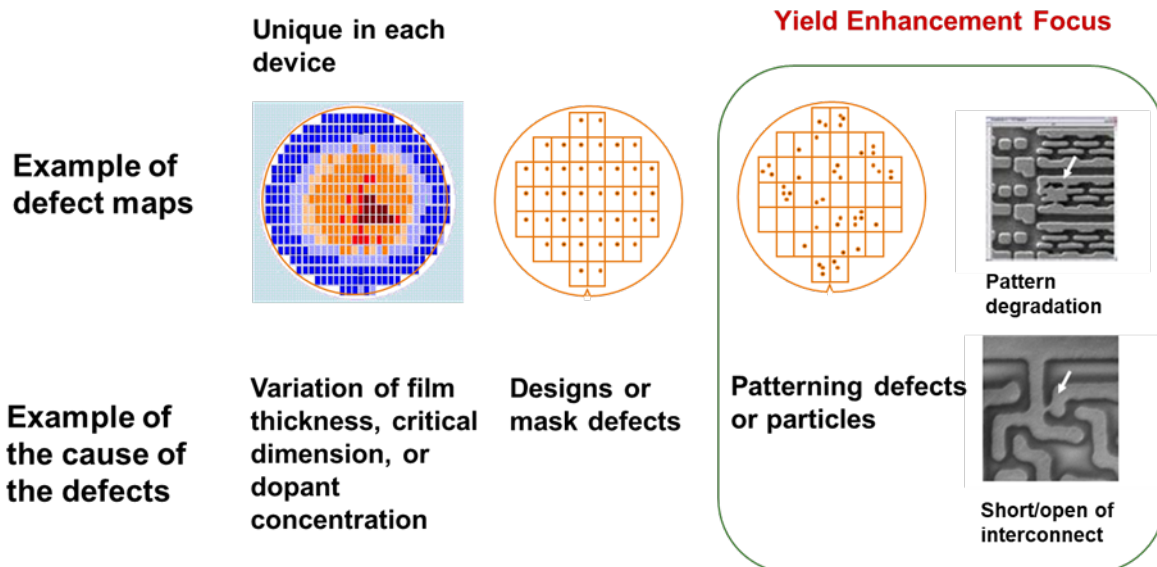 Yield Enhancement Focus
Unique in each
device
Example of
defect maps
Pattern
degradation
Example of
the cause of
the defects
Variation of film
thickness, critical
dimension, or
dopant
concentration
Designs or
mask defects
Patterning defects
or particles
Short/open of
interconnect